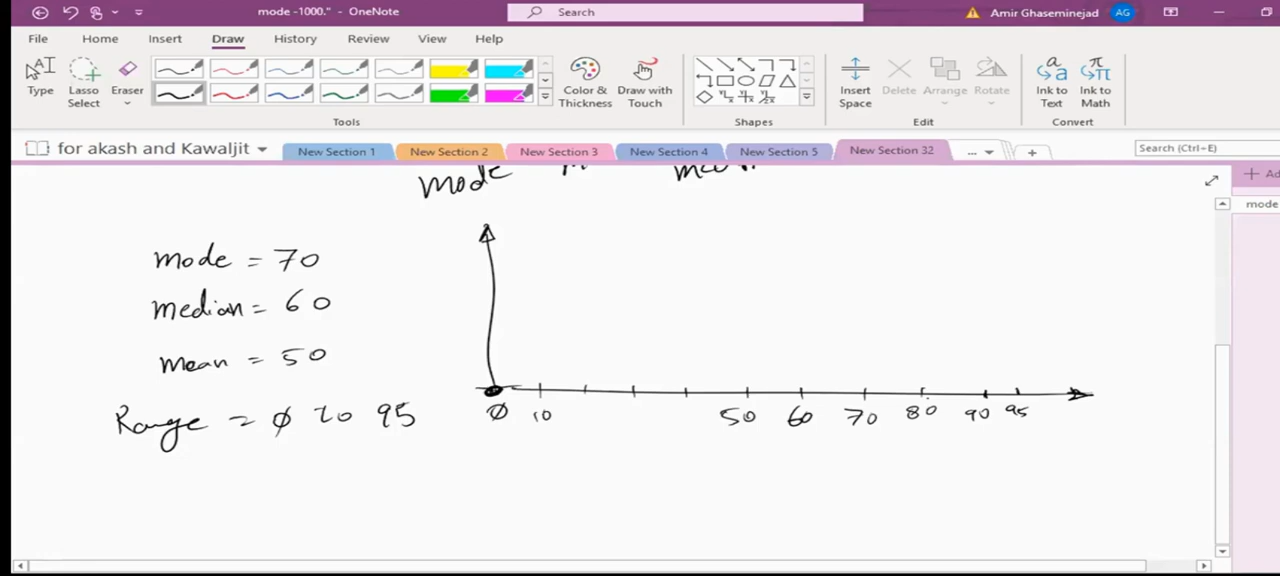 mode -1000." - OneNote
Search
Amir Ghaseminejad AG
File Home Insert Draw History Review View Help
Type Lasso Select Eraser Color & Thickness Draw with Touch Insert Space Delete Arrange Rotate Ink to Text Ink to Math
Tools Shapes Edit Convert
for akash and Kawaljit New Section 1 New Section 2 New Section 3 New Section 4 New Section 5 New Section 32 ... Search (Ctrl+E)
mode
mode = 70
median = 60
mean = 50
Range = 0 to 95
0 10 50 60 70 80 90 95
mode